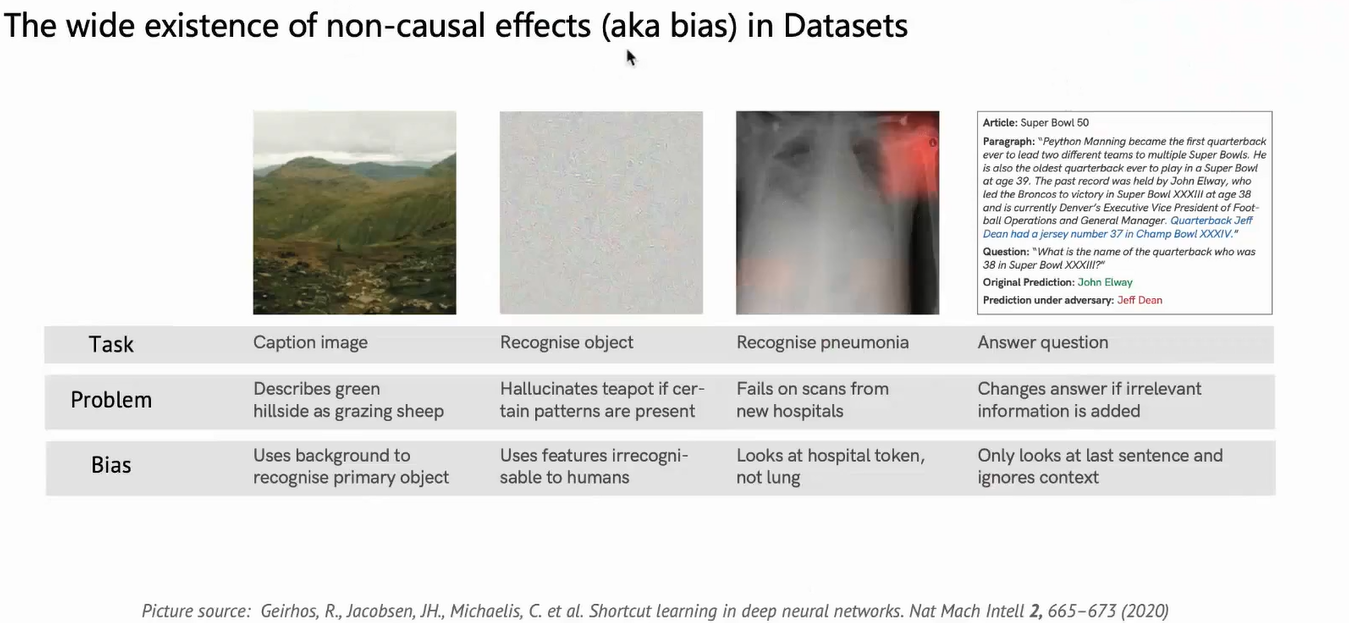 The wide existence of non-causal effects (aka bias) in Datasets
Article: Super Bowl 50
Paragraph: "Peython Manning became the first quarterback
ever to lead two different teams to multiple Super Bowls. He
is also the oldest quarterback ever to play in a Super Bowl
at age 39. The past record was held by John Elway, who
led the Broncos to victory in Super Bowl XXXIII at age 38
and is currently Denver's Executive Vice President of Foot-
ball Operations and General Manager. Quarterback Jeff
Dean had a jersey number 37 in Champ Bowl XXXIV."
Question: "What is the name of the quarterback who was
38 in Super Bowl XXXIII?"
Original Prediction: John Elway
Prediction under adversary: Jeff Dean
Task
Caption image
Recognise object
Recognise pneumonia
Answer question
Problem
Describes green
hillside as grazing sheep
Hallucinates teapot if cer-
tain patterns are present
Fails on scans from
new hospitals
Changes answer if irrelevant
information is added
Bias
Uses background to
recognise primary object
Uses features irrecogni-
sable to humans
Looks at hospital token,
not lung
Only looks at last sentence and
ignores context
Picture source: Geirhos, R., Jacobsen, JH., Michaelis, C. et al. Shortcut learning in deep neural networks. Nat Mach Intell 2, 665–673 (2020)